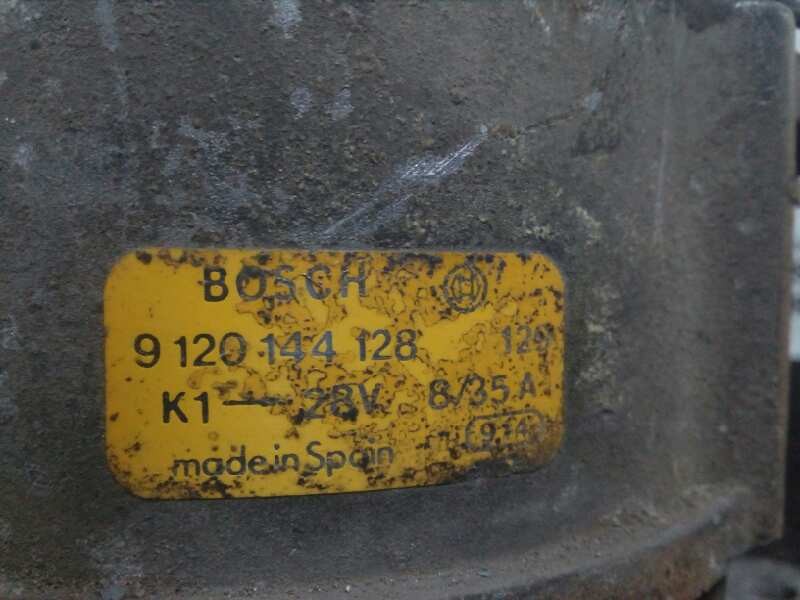 BOSCH
9 120 144 128 129
K1 — 28V 8/35A
made in Spain 914